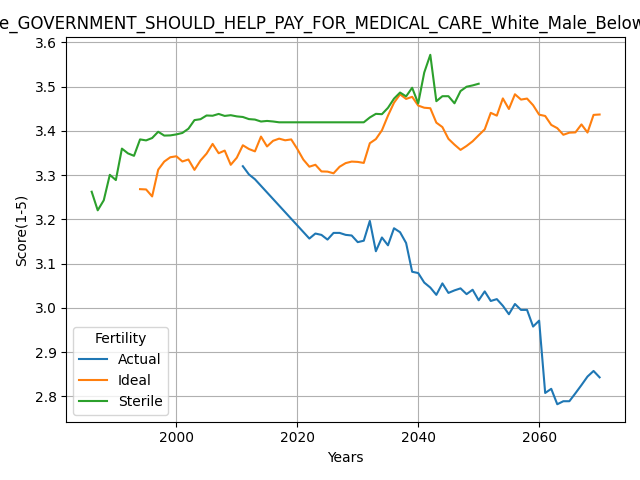 e_GOVERNMENT_SHOULD_HELP_PAY_FOR_MEDICAL_CARE_White_Male_Below
3.6
3.5
3.4
3.3
3.2
3.1
3.0
2.9
2.8
Score(1-5)
Fertility
Actual
Ideal
Sterile
2000 2020 2040 2060
Years